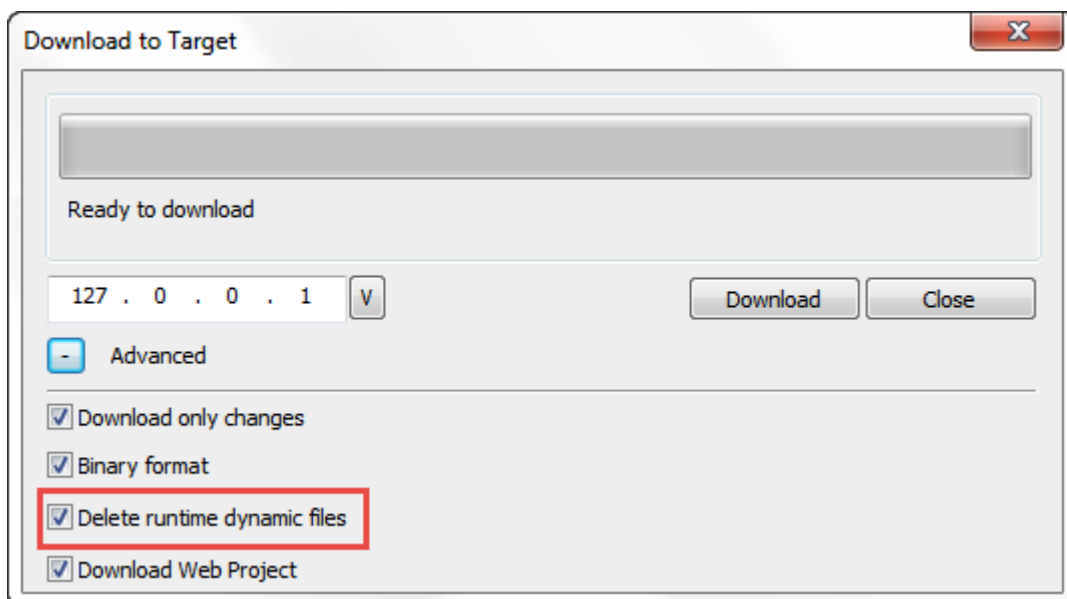 Download to Target
Ready to download
127 . 0 . 0 . 1 V Download Close
- Advanced
Download only changes
Binary format
Delete runtime dynamic files
Download Web Project